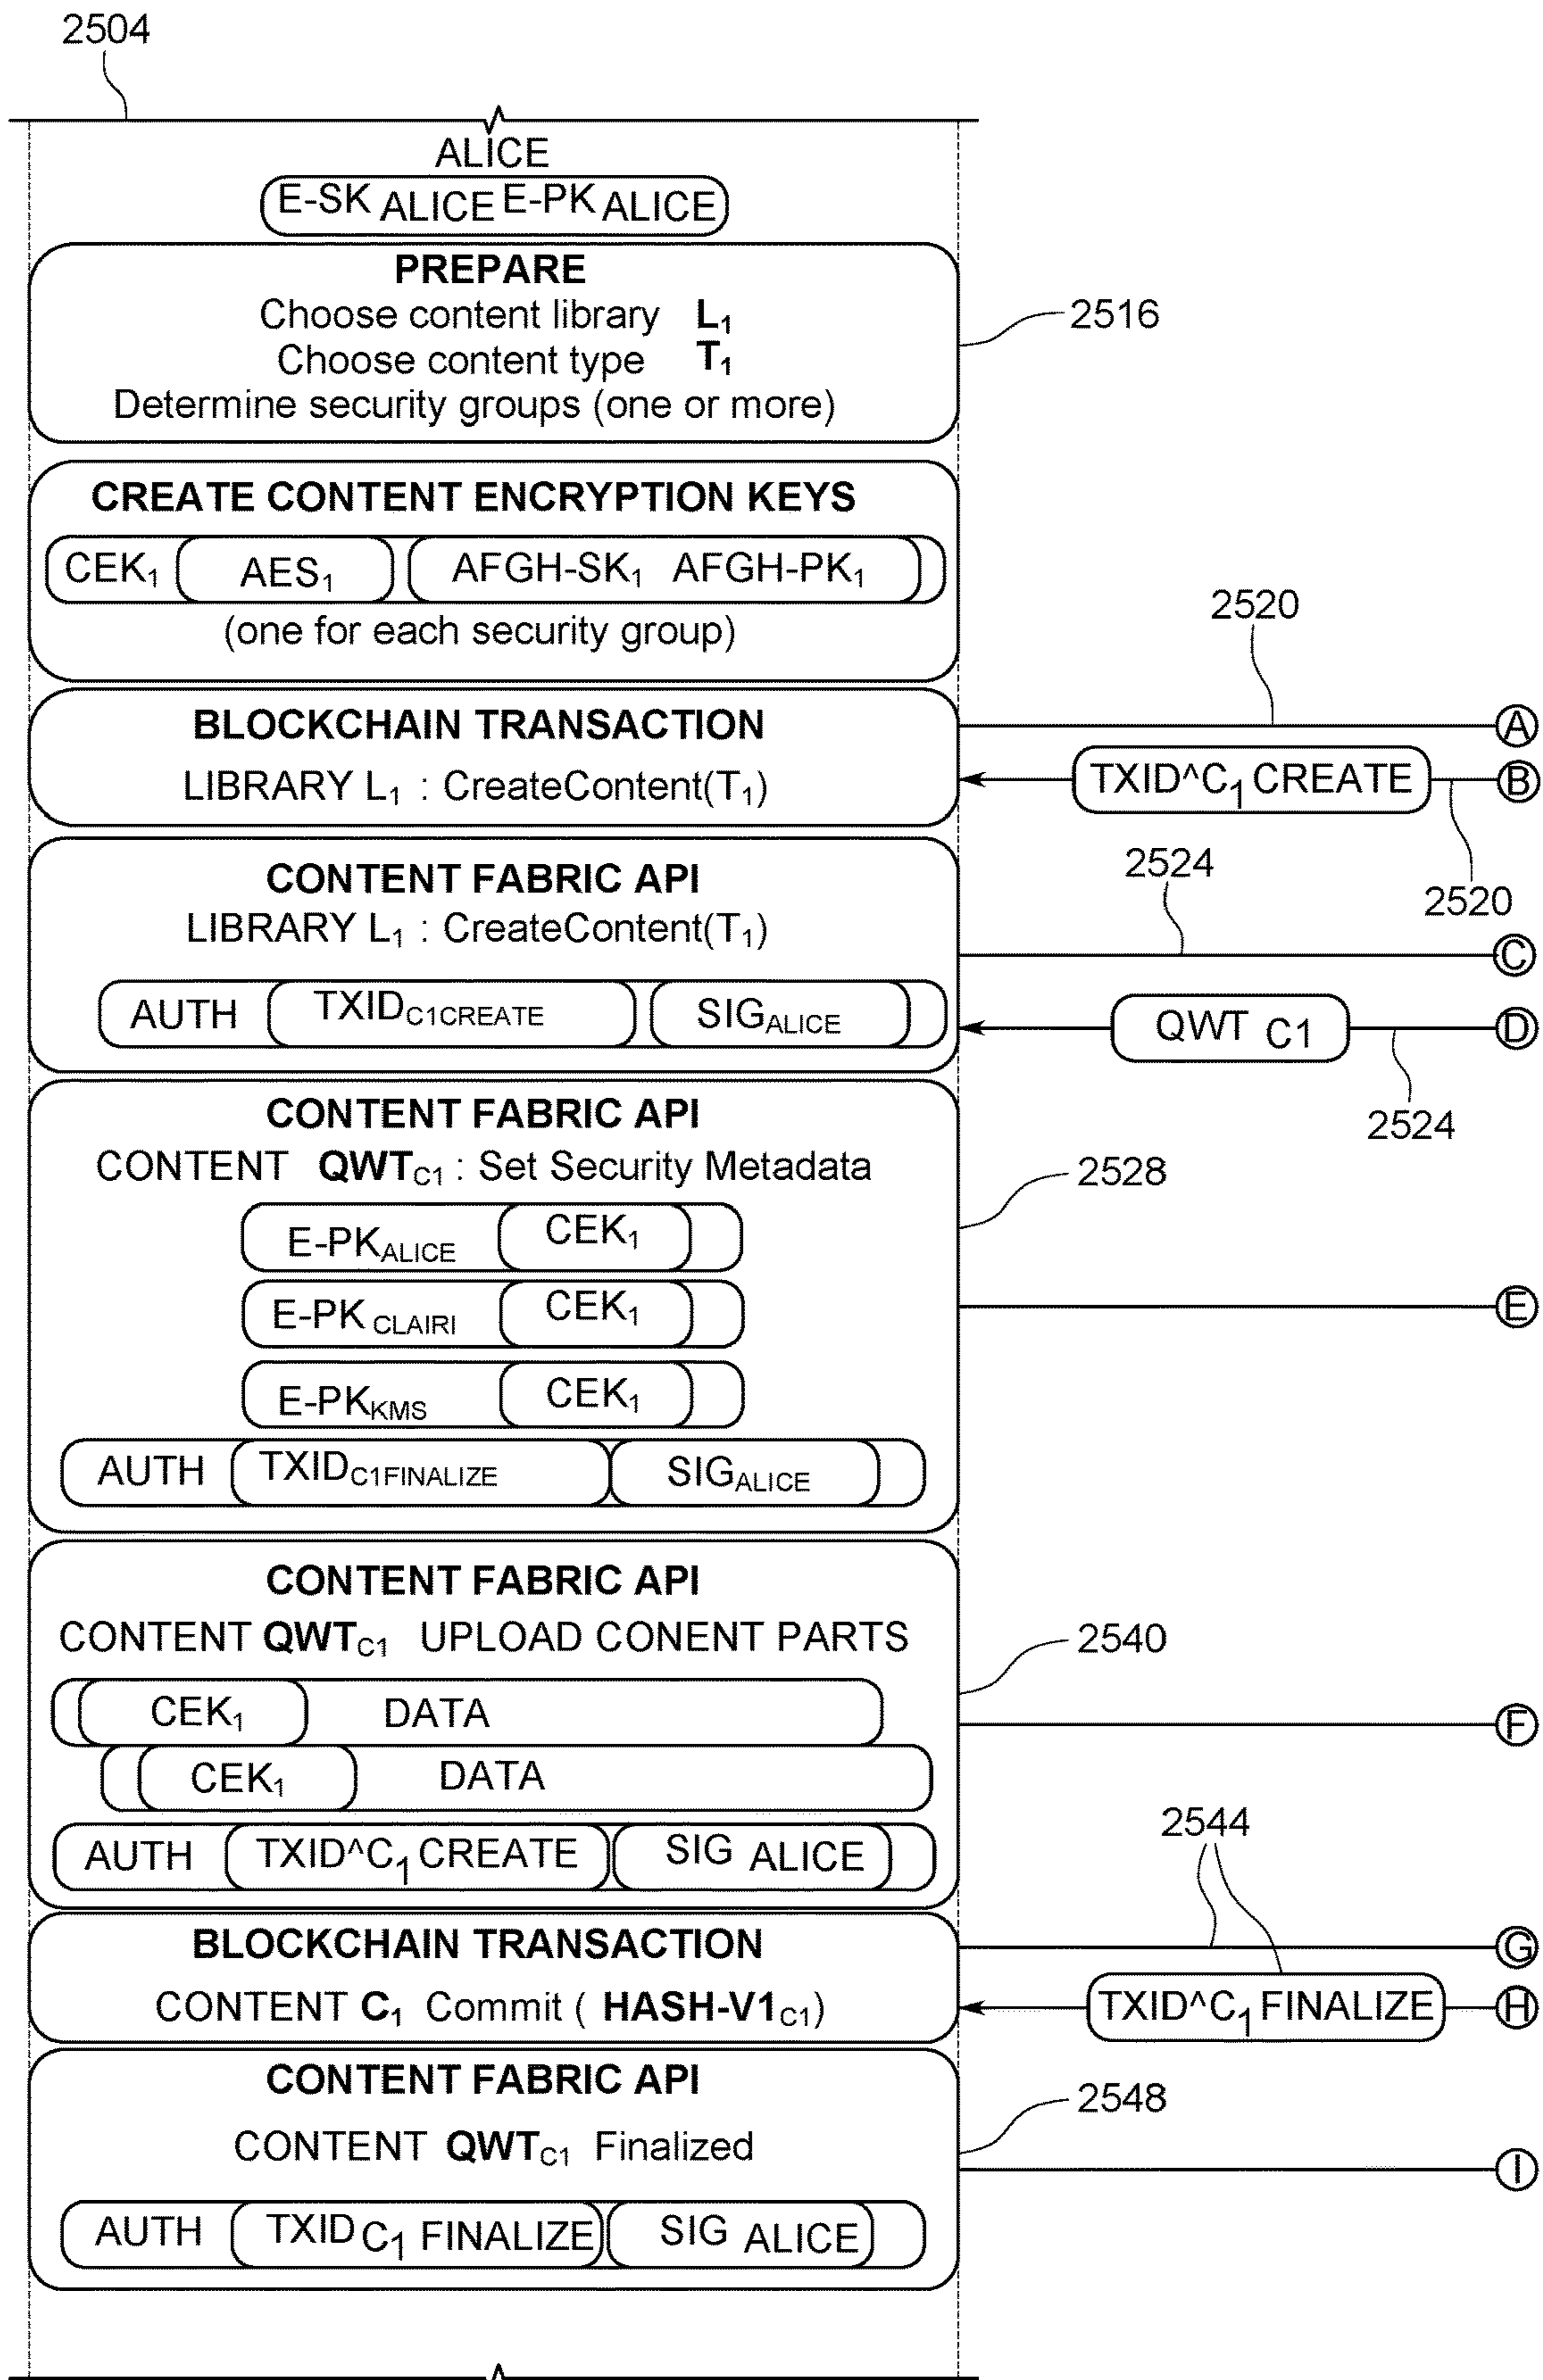 2504
ALICE
E-SK ALICE E-PK ALICE
PREPARE
Choose content library L1
Choose content type T1
Determine security groups (one or more)
2516
CREATE CONTENT ENCRYPTION KEYS
CEK1 AES1 AFGH-SK1 AFGH-PK1
(one for each security group)
2520
BLOCKCHAIN TRANSACTION
A
LIBRARY L1 : CreateContent(T1)
TXID^C1 CREATE
B
2520
2524
CONTENT FABRIC API
LIBRARY L1 : CreateContent(T1)
C
AUTH TXIDC1CREATE SIGALICE
QWT C1
D
2524
CONTENT FABRIC API
CONTENT QWTC1 : Set Security Metadata
2528
E-PKALICE CEK1
E-PK CLAIRI CEK1
E
E-PKKMS CEK1
AUTH TXIDC1FINALIZE SIGALICE
CONTENT FABRIC API
CONTENT QWTC1 UPLOAD CONENT PARTS
2540
CEK1 DATA
F
CEK1 DATA
AUTH TXID^C1 CREATE SIG ALICE
2544
BLOCKCHAIN TRANSACTION
G
CONTENT C1 Commit ( HASH-V1C1)
TXID^C1 FINALIZE
H
CONTENT FABRIC API
2548
CONTENT QWTC1 Finalized
I
AUTH TXID C1 FINALIZE SIG ALICE